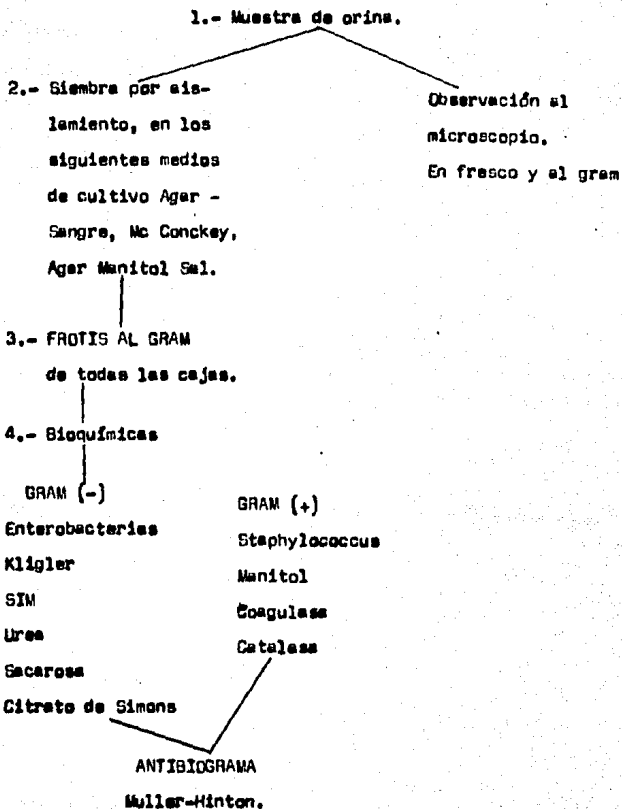 1.- Muestra de orina.
2.- Siembra por ais-
lamiento, en los
siguientes medios
de cultivo Agar -
Sangre, Mc Conckey,
Agar Manitol Sal.
Observación al
microscopio.
En fresco y al gram
3.- FROTIS AL GRAM
de todas las cajas.
4.- Bioquímicas
GRAM (-)
Enterobacterias
Kligler
SIM
Urea
Sacarosa
Citrato de Simons
GRAM (+)
Staphylococcus
Manitol
Coagulasa
Catalasa
ANTIBIOGRAMA
Muller-Hinton.